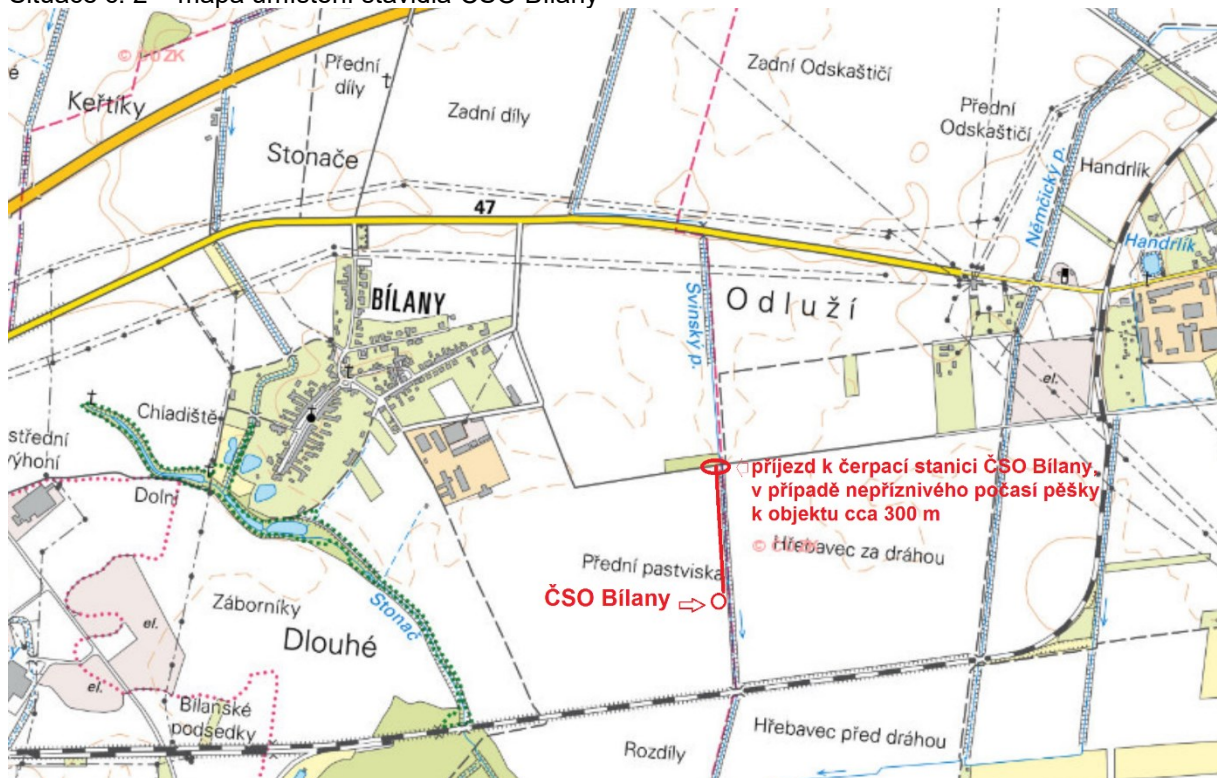 Situace č. 2 – mapa umístění stavidla ČSO Bílany
© ČÚZK
Keřtíky
Přední
díly
Zadní díly
Stonače
47
Zadní Odskaštičí
Přední
Odskaštičí
Handrlík
Němčický p.
Handrlík
BÍLANY
Svinský p.
Odluží
el.
Chladiště
střední
výhoní
Dolní
příjezd k čerpací stanici ČSO Bílany,
v případě nepříznivého počasí pěšky
k objektu cca 300 m
Hřebavec za dráhou
Přední pastviska
ČSO Bílany
Záborníky
Stonač
Dlouhé
el.
el.
Bílanské
podsedky
Rozdíly
Hřebavec před dráhou